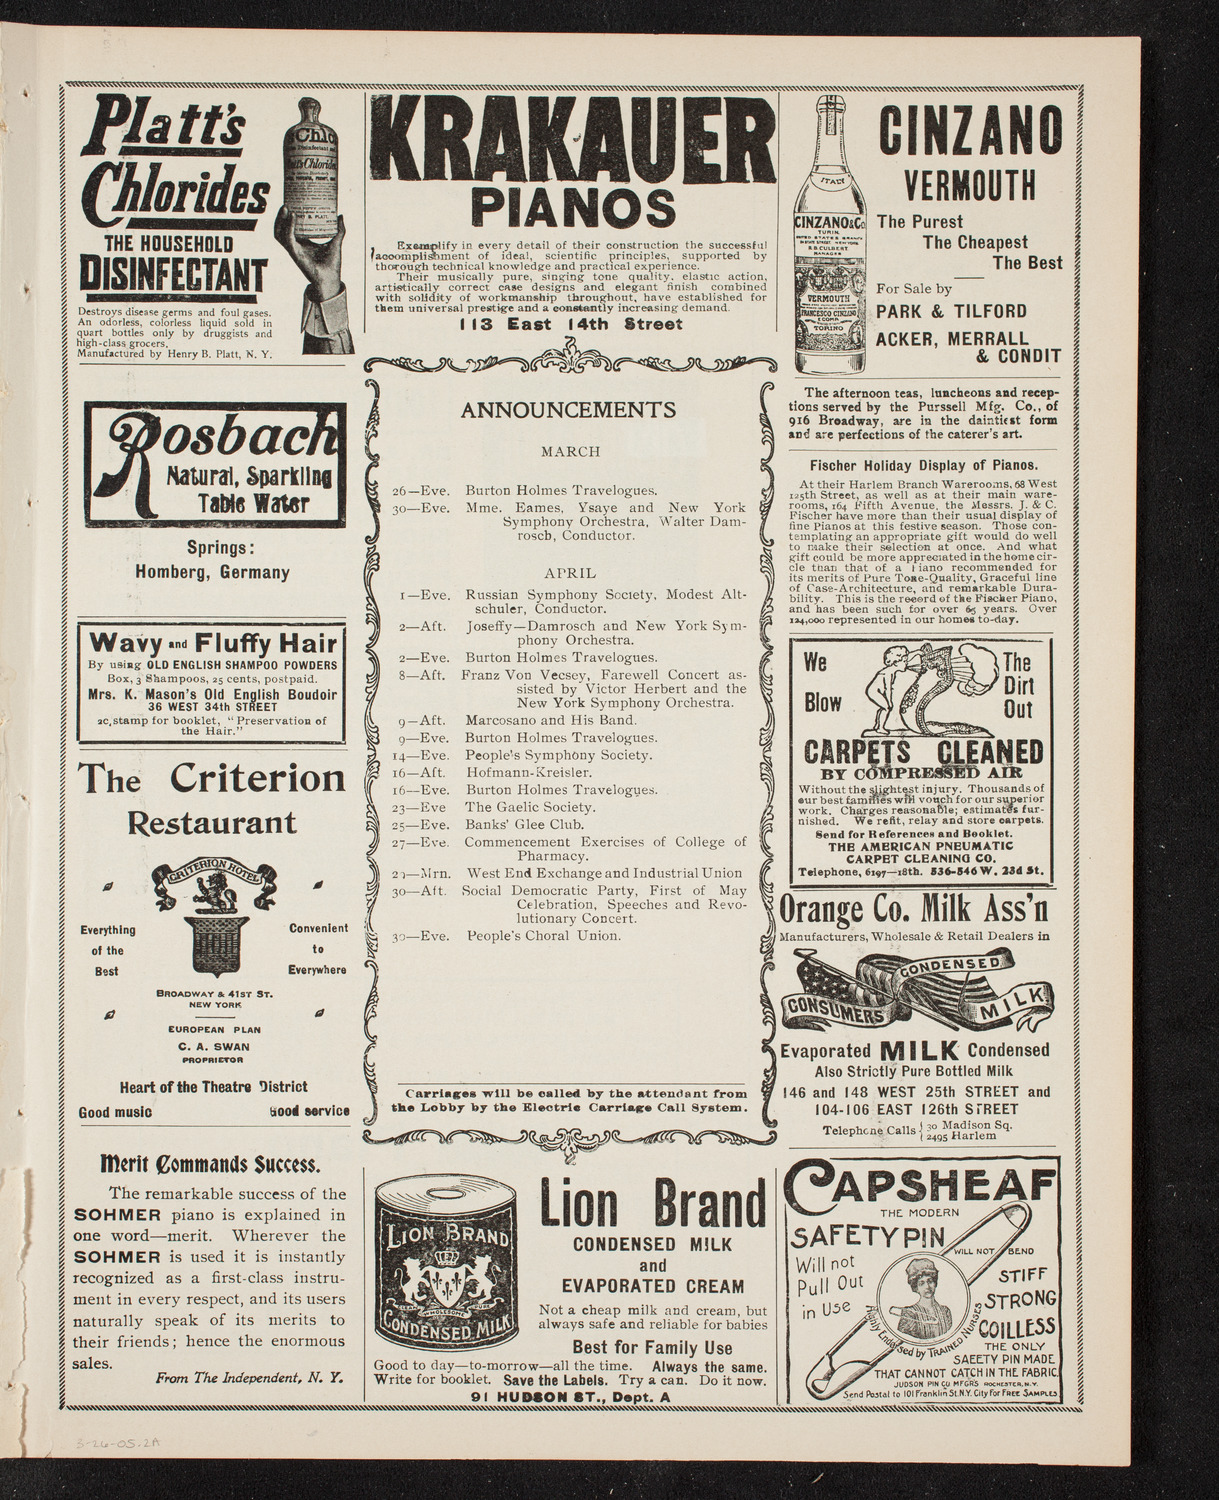 Platt's
Chlorides
THE HOUSEHOLD
DISINFECTANT
Destroys disease germs and foul gases.
An odorless, colorless liquid sold in
quart bottles only by druggists and
high-class grocers.
Manufactured by Henry B. Platt, N. Y.
Rosbach
Natural, Sparkling
Table Water
Springs:
Homberg, Germany
Wavy and Fluffy Hair
By using OLD ENGLISH SHAMPOO POWDERS
Box, 3 Shampoos, 25 cents, postpaid.
Mrs. K. Mason's Old English Boudoir
36 WEST 34th STREET
2c. stamp for booklet, "Preservation of
the Hair."
The Criterion
Restaurant
CRITERION HOTEL
Everything
of the
Best
Convenient
to
Everywhere
BROADWAY & 41ST ST.
NEW YORK
EUROPEAN PLAN
C. A. SWAN
PROPRIETOR
Heart of the Theatre District
Good music Good service
Merit Commands Success.
The remarkable success of the
SOHMER piano is explained in
one word—merit. Wherever the
SOHMER is used it is instantly
recognized as a first-class instru-
ment in every respect, and its users
naturally speak of its merits to
their friends; hence the enormous
sales.
From The Independent, N. Y.
KRAKAUER
PIANOS
Exemplify in every detail of their construction the successful
accomplishment of ideal, scientific principles, supported by
thorough technical knowledge and practical experience.
Their musically pure, singing tone quality, elastic action,
artistically correct case designs and elegant finish combined
with solidity of workmanship throughout, have established for
them universal prestige and a constantly increasing demand.
113 East 14th Street
ANNOUNCEMENTS
MARCH
26—Eve. Burton Holmes Travelogues.
30—Eve. Mme. Eames, Ysaye and New York
Symphony Orchestra, Walter Dam-
rosch, Conductor.
APRIL
1—Eve. Russian Symphony Society, Modest Alt-
schuler, Conductor.
2—Aft. Joseffy—Damrosch and New York Sym-
phony Orchestra.
2—Eve. Burton Holmes Travelogues.
8—Aft. Franz Von Vecsey, Farewell Concert as-
sisted by Victor Herbert and the
New York Symphony Orchestra.
9—Aft. Marcosano and His Band.
9—Eve. Burton Holmes Travelogues.
14—Eve. People's Symphony Society.
16—Aft. Hofmann-Kreisler.
16—Eve. Burton Holmes Travelogues.
23—Eve The Gaelic Society.
25—Eve. Banks' Glee Club.
27—Eve. Commencement Exercises of College of
Pharmacy.
29—Mrn. West End Exchange and Industrial Union
30—Aft. Social Democratic Party, First of May
Celebration, Speeches and Revo-
lutionary Concert.
30—Eve. People's Choral Union.
Carriages will be called by the attendant from
the Lobby by the Electric Carriage Call System.
LION BRAND
WHOLESOME PURE
CONDENSED MILK
Lion Brand
CONDENSED MILK
and
EVAPORATED CREAM
Not a cheap milk and cream, but
always safe and reliable for babies
Best for Family Use
Good to day—to-morrow—all the time. Always the same.
Write for booklet. Save the Labels. Try a can. Do it now.
91 HUDSON ST., Dept. A
ITALY
CINZANO & Co.
TURIN
VERMOUTH
FRANCESCO CINZANO
TORINO
CINZANO
VERMOUTH
The Purest
The Cheapest
The Best
For Sale by
PARK & TILFORD
ACKER, MERRALL
& CONDIT
The afternoon teas, luncheons and recep-
tions served by the Purssell Mfg. Co., of
916 Broadway, are in the daintiest form
and are perfections of the caterer's art.
Fischer Holiday Display of Pianos.
At their Harlem Branch Warerooms, 68 West
125th Street, as well as at their main ware-
rooms, 164 Fifth Avenue, the Messrs. J. & C.
Fischer have more than their usual display of
fine Pianos at this festive season. Those con-
templating an appropriate gift would do well
to make their selection at once. And what
gift could be more appreciated in the home cir-
cle than that of a Piano recommended for
its merits of Pure Tone-Quality, Graceful line
of Case-Architecture, and remarkable Dura-
bility. This is the record of the Fischer Piano,
and has been such for over 65 years. Over
124,000 represented in our homes to-day.
We
Blow
The
Dirt
Out
CARPETS CLEANED
BY COMPRESSED AIR
Without the slightest injury. Thousands of
our best families will vouch for our superior
work. Charges reasonable; estimates fur-
nished. We refit, relay and store carpets.
Send for References and Booklet.
THE AMERICAN PNEUMATIC
CARPET CLEANING CO.
Telephone, 6197—18th. 536-546 W. 23d St.
Orange Co. Milk Ass'n
Manufacturers, Wholesale & Retail Dealers in
CONSUMERS CONDENSED MILK
Evaporated MILK Condensed
Also Strictly Pure Bottled Milk
146 and 148 WEST 25th STREET and
104-106 EAST 126th STREET
Telephone Calls { 30 Madison Sq.
2495 Harlem
CAPSHEAF
THE MODERN
SAFETY PIN
WILL NOT BEND
Will not
Pull Out
in Use
STIFF
STRONG
COILLESS
Highly Endorsed by TRAINED NURSES
THE ONLY
SAFETY PIN MADE
THAT CANNOT CATCH IN THE FABRIC.
JUDSON PIN CO MFGRS ROCHESTER, N.Y.
Send Postal to 101 Franklin St. N.Y. City For FREE SAMPLES
3-26-05.2A